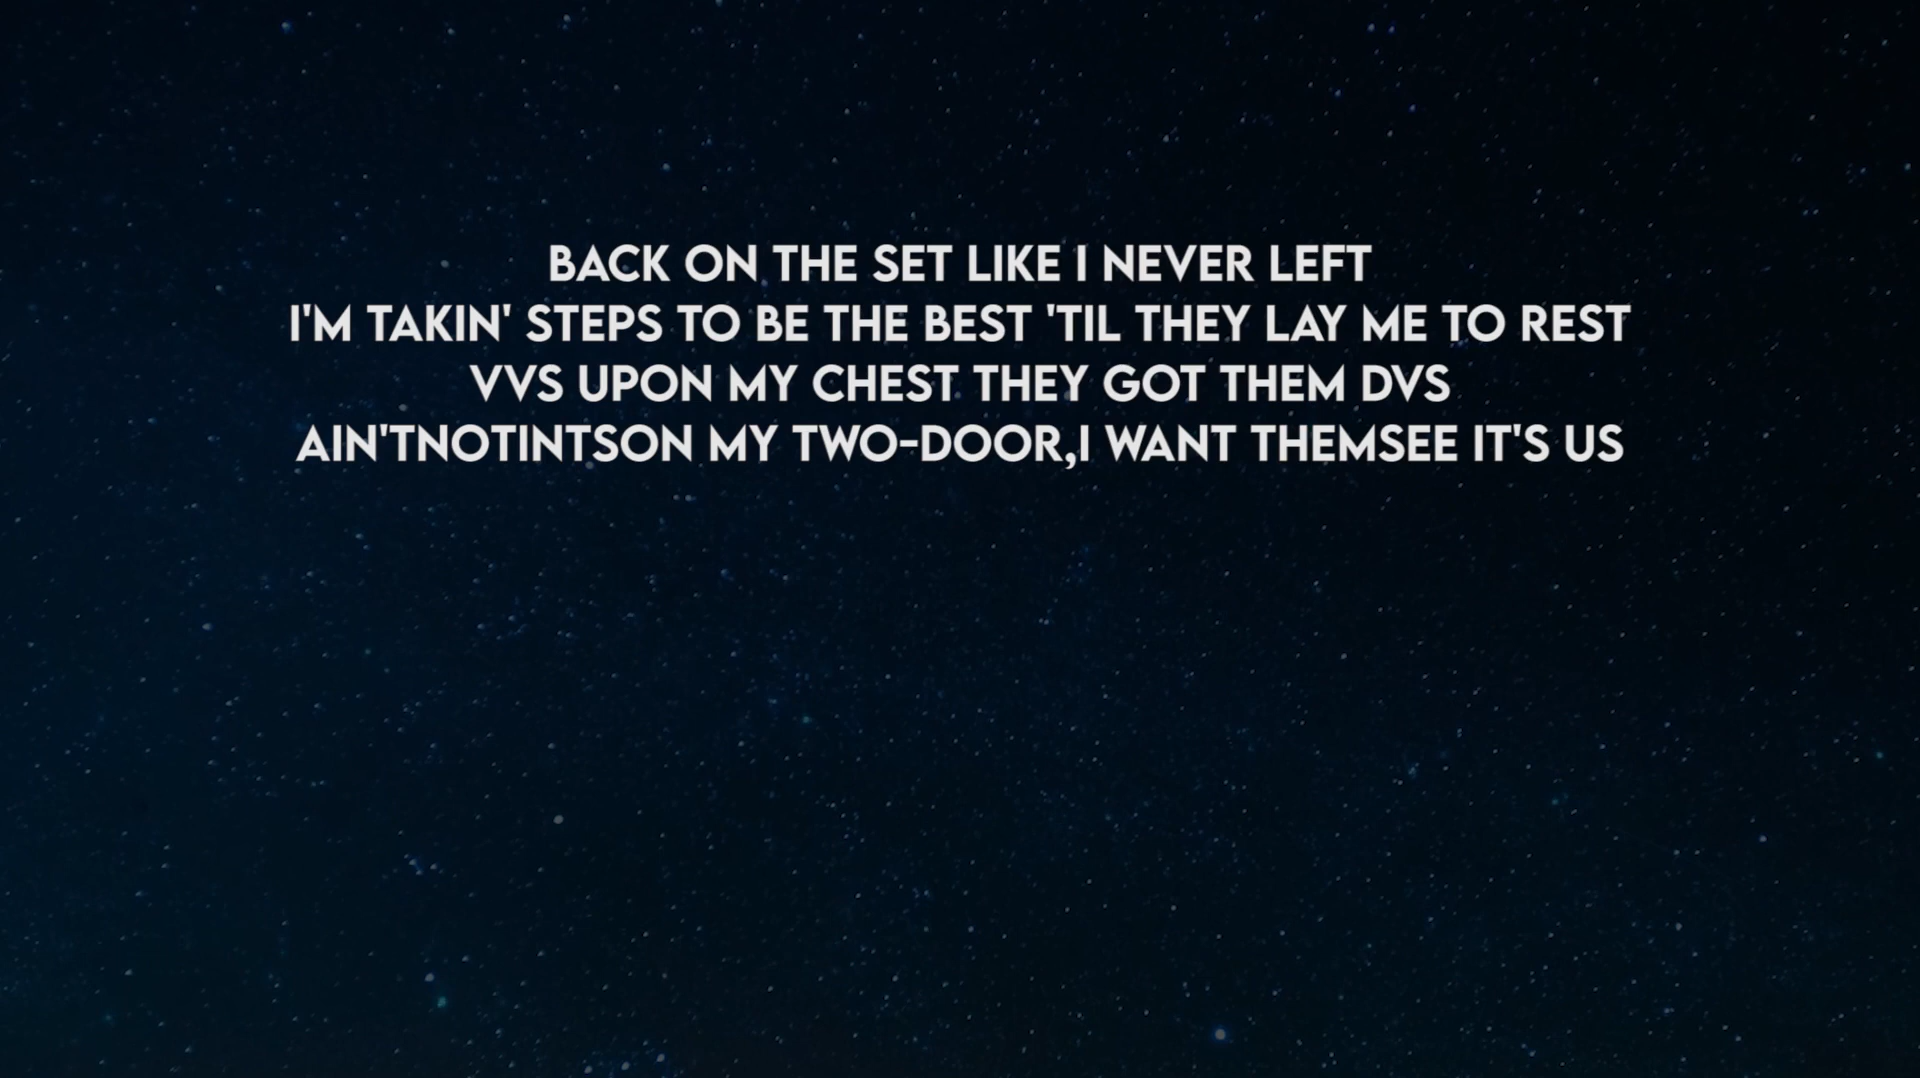 BACK ON THE SET LIKE I NEVER LEFT
I'M TAKIN' STEPS TO BE THE BEST 'TIL THEY LAY ME TO REST
VVS UPON MY CHEST THEY GOT THEM DVS
AIN'TNOTINTSON MY TWO-DOOR,I WANT THEMSEE IT'S US